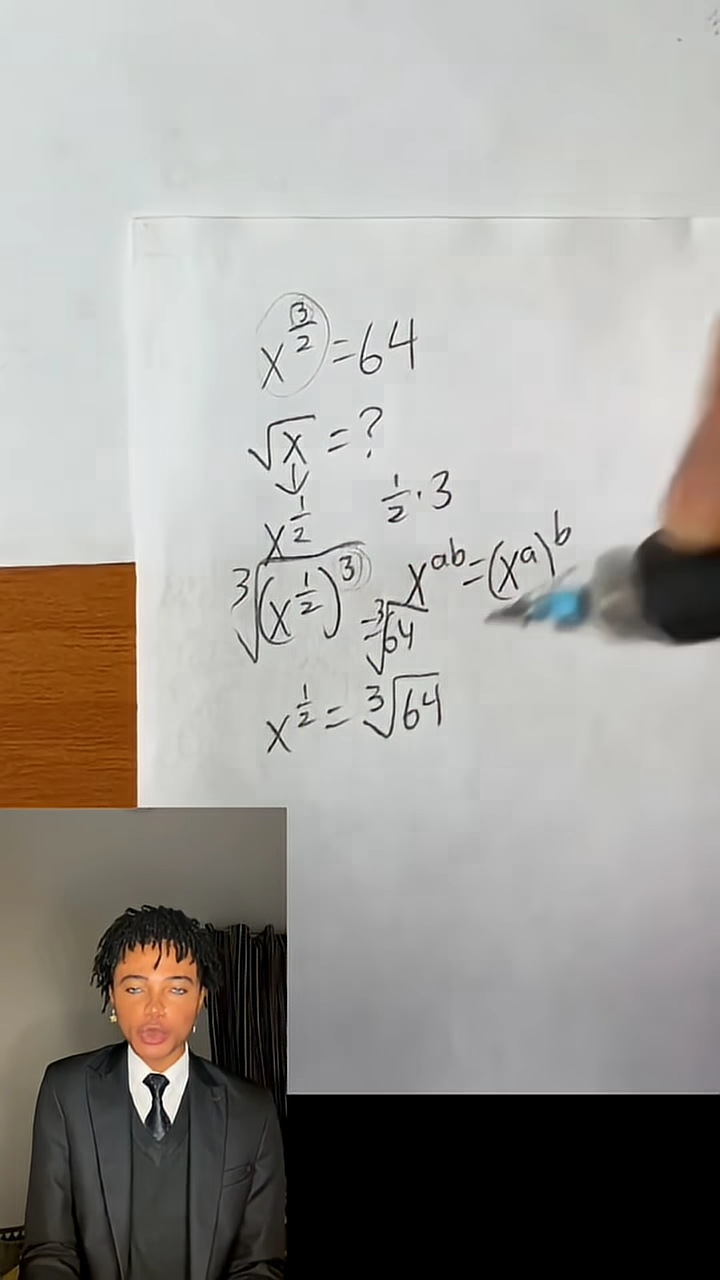 x^(3/2) = 64
√x = ?
↓
x^(1/2)
1/2 · 3
∛((x^(1/2))^3) = ∛64
x^(ab) = (x^a)^b
x^(1/2) = ∛64